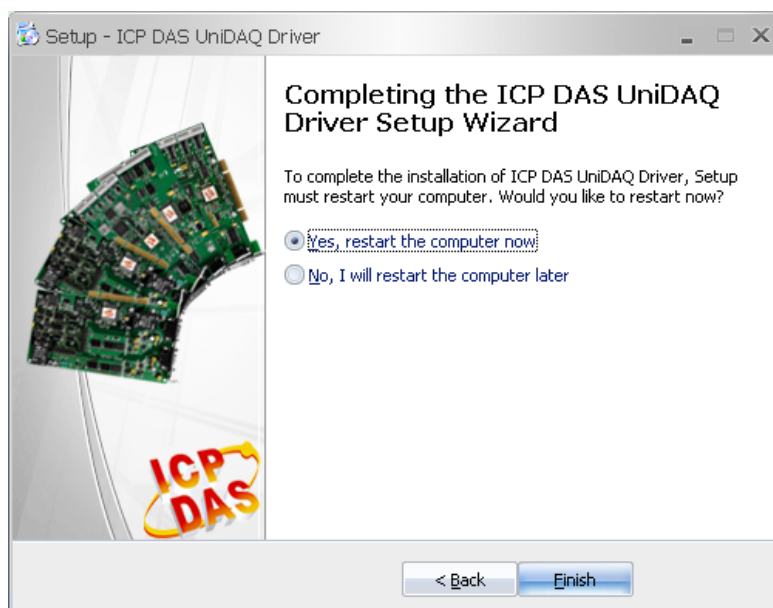 Setup - ICP DAS UniDAQ Driver
Completing the ICP DAS UniDAQ
Driver Setup Wizard
To complete the installation of ICP DAS UniDAQ Driver, Setup
must restart your computer. Would you like to restart now?
Yes, restart the computer now
No, I will restart the computer later
ICP
DAS
< Back
Finish